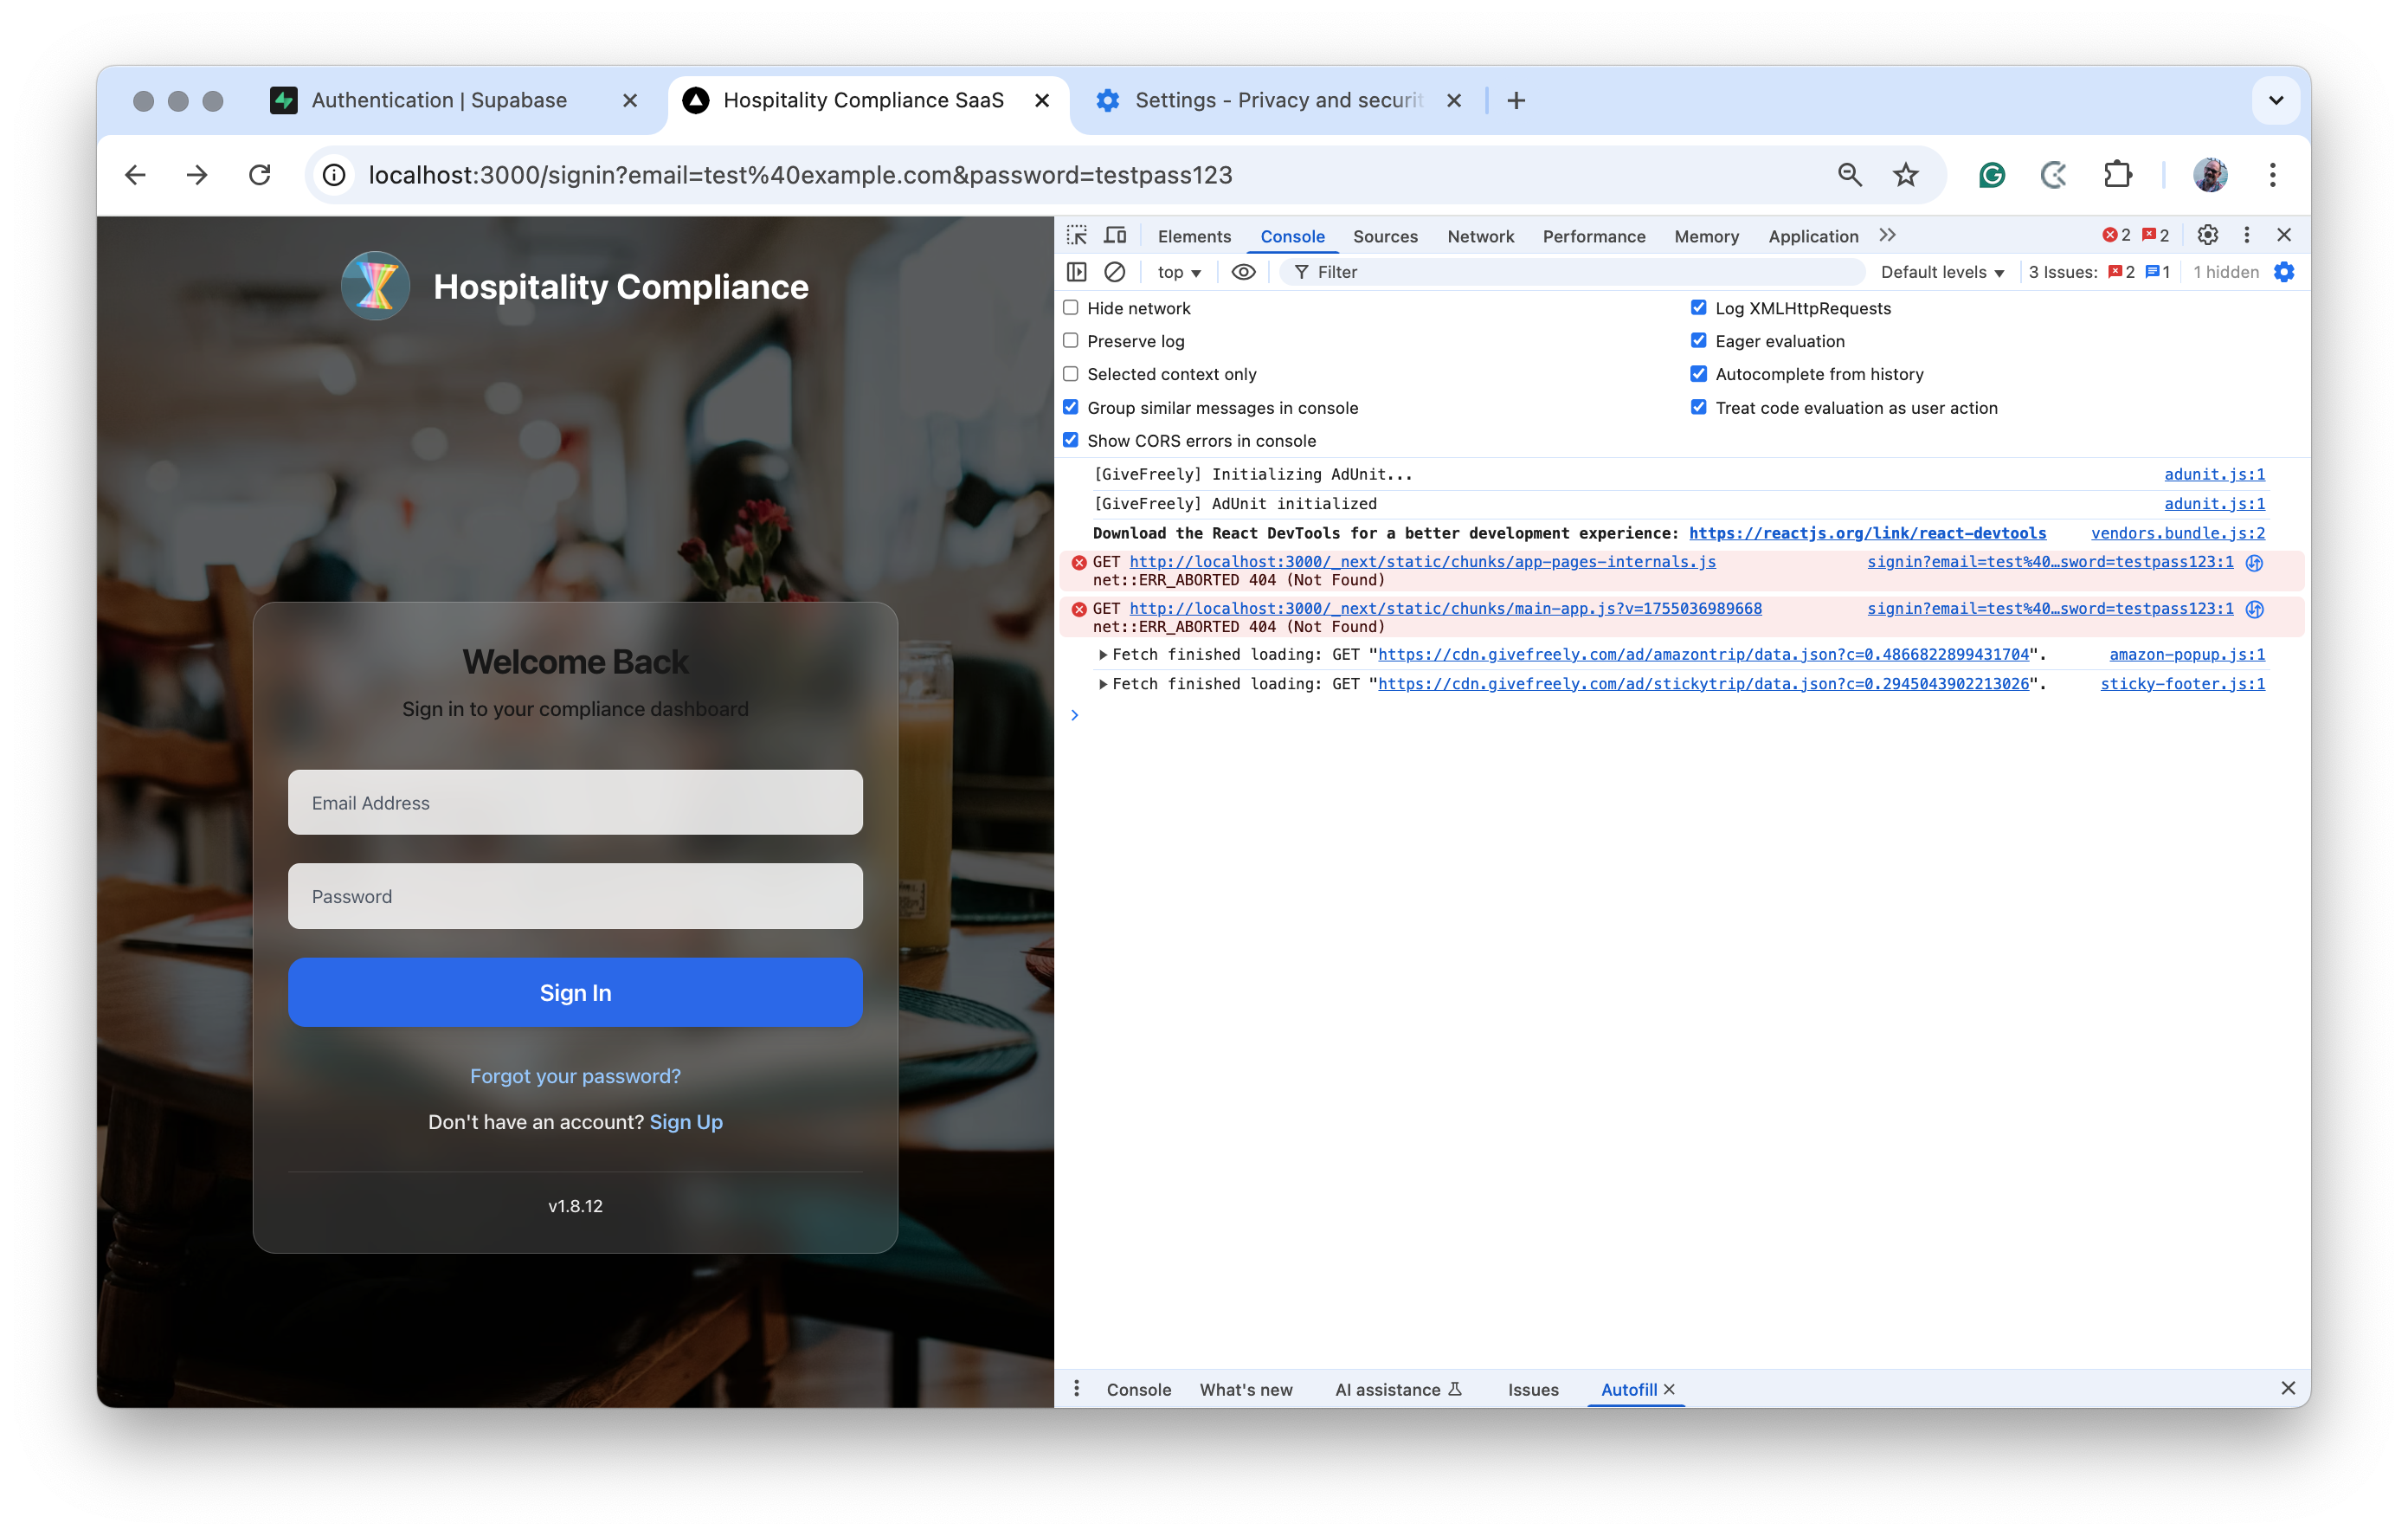 Authentication | Supabase
Hospitality Compliance SaaS
Settings - Privacy and securit
localhost:3000/signin?email=test%40example.com&password=testpass123
Hospitality Compliance
Welcome Back
Sign in to your compliance dashboard
Email Address
Password
Sign In
Forgot your password?
Don't have an account? Sign Up
v1.8.12
Elements Console Sources Network Performance Memory Application 2 2
top Filter Default levels 3 Issues: 2 1 1 hidden
Hide network Log XMLHttpRequests
Preserve log Eager evaluation
Selected context only Autocomplete from history
Group similar messages in console Treat code evaluation as user action
Show CORS errors in console
[GiveFreely] Initializing AdUnit... adunit.js:1
[GiveFreely] AdUnit initialized adunit.js:1
Download the React DevTools for a better development experience: https://reactjs.org/link/react-devtools vendors.bundle.js:2
GET http://localhost:3000/_next/static/chunks/app-pages-internals.js signin?email=test%40…sword=testpass123:1
net::ERR_ABORTED 404 (Not Found)
GET http://localhost:3000/_next/static/chunks/main-app.js?v=1755036989668 signin?email=test%40…sword=testpass123:1
net::ERR_ABORTED 404 (Not Found)
Fetch finished loading: GET "https://cdn.givefreely.com/ad/amazontrip/data.json?c=0.4866822899431704". amazon-popup.js:1
Fetch finished loading: GET "https://cdn.givefreely.com/ad/stickytrip/data.json?c=0.2945043902213026". sticky-footer.js:1
Console What's new AI assistance Issues Autofill